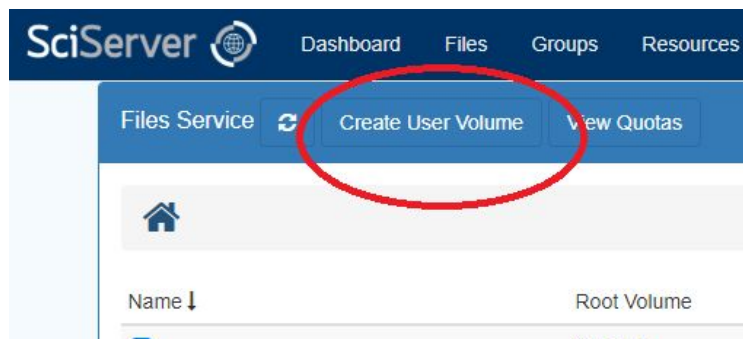 SciServer Dashboard Files Groups Resources
Files Service Create User Volume View Quotas
Name Root Volume